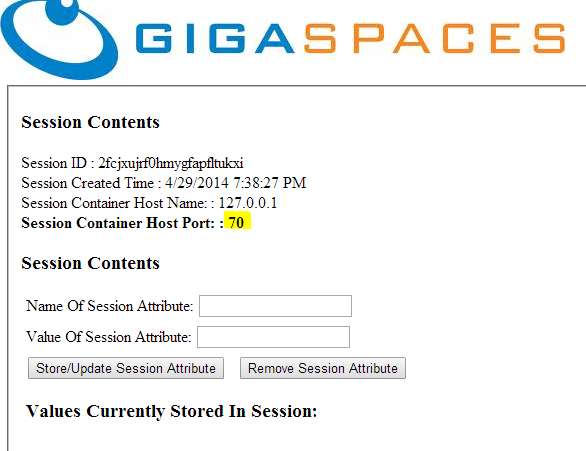 GIGASPACES
Session Contents
Session ID : 2fcjxujrf0hmygfapfltukxi
Session Created Time : 4/29/2014 7:38:27 PM
Session Container Host Name: : 127.0.0.1
Session Container Host Port: : 70
Session Contents
Name Of Session Attribute:
Value Of Session Attribute:
Store/Update Session Attribute Remove Session Attribute
Values Currently Stored In Session: